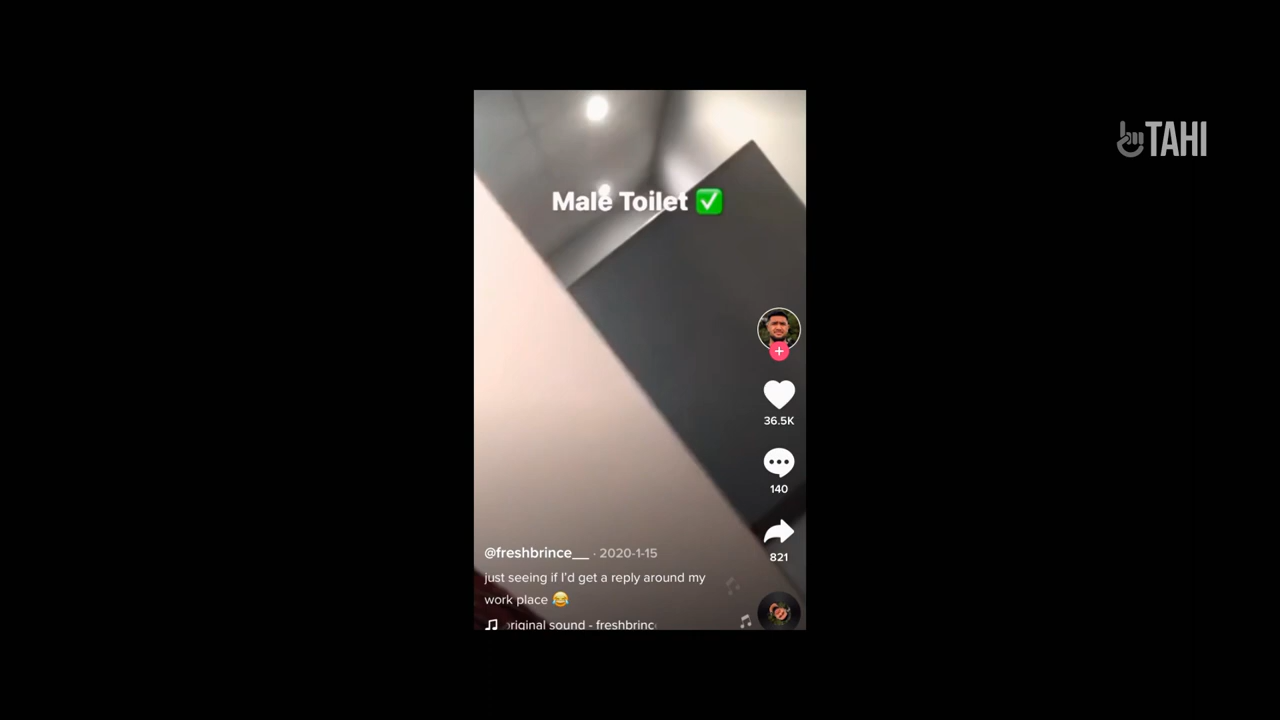 TAHI
Male Toilet ✅
36.5K
140
821
@freshbrince__ · 2020-1-15
just seeing if I'd get a reply around my
work place 😂
original sound - freshbrinc